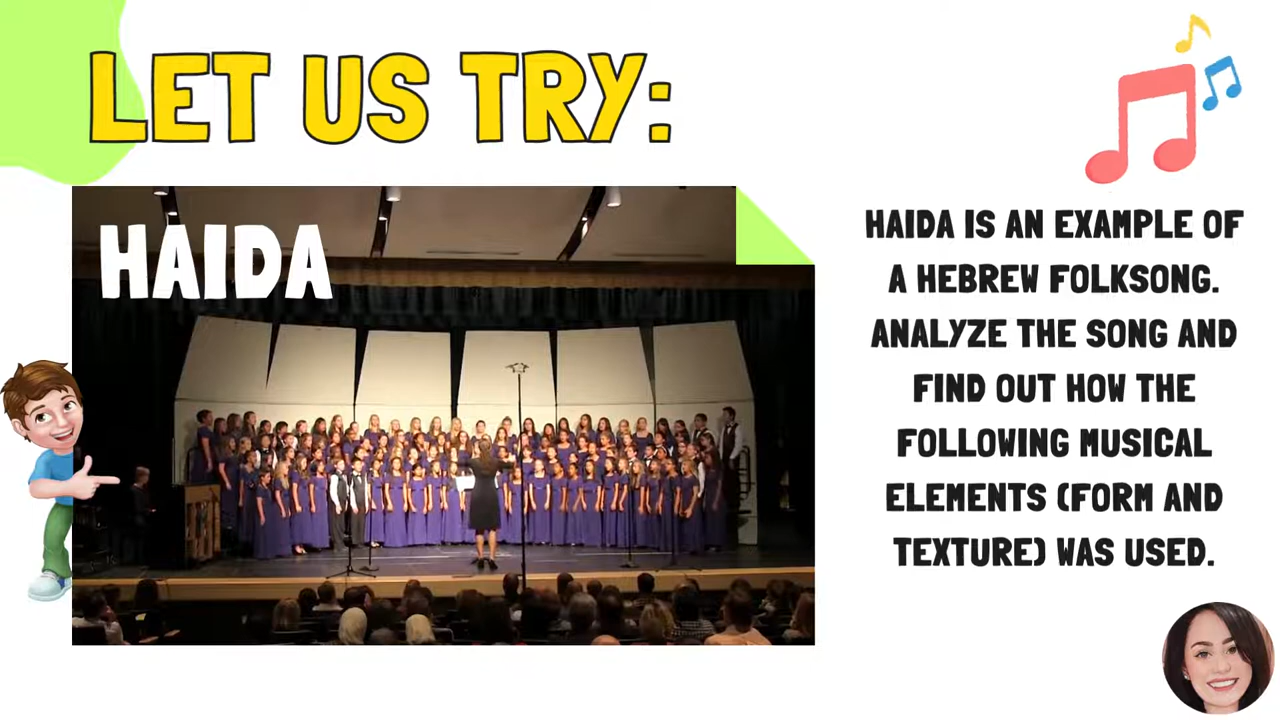 LET US TRY:
HAIDA
HAIDA IS AN EXAMPLE OF
A HEBREW FOLKSONG.
ANALYZE THE SONG AND
FIND OUT HOW THE
FOLLOWING MUSICAL
ELEMENTS (FORM AND
TEXTURE) WAS USED.